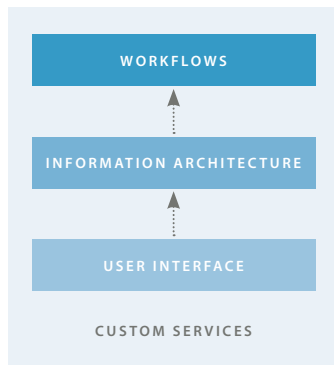 WORKFLOWS
INFORMATION ARCHITECTURE
USER INTERFACE
CUSTOM SERVICES